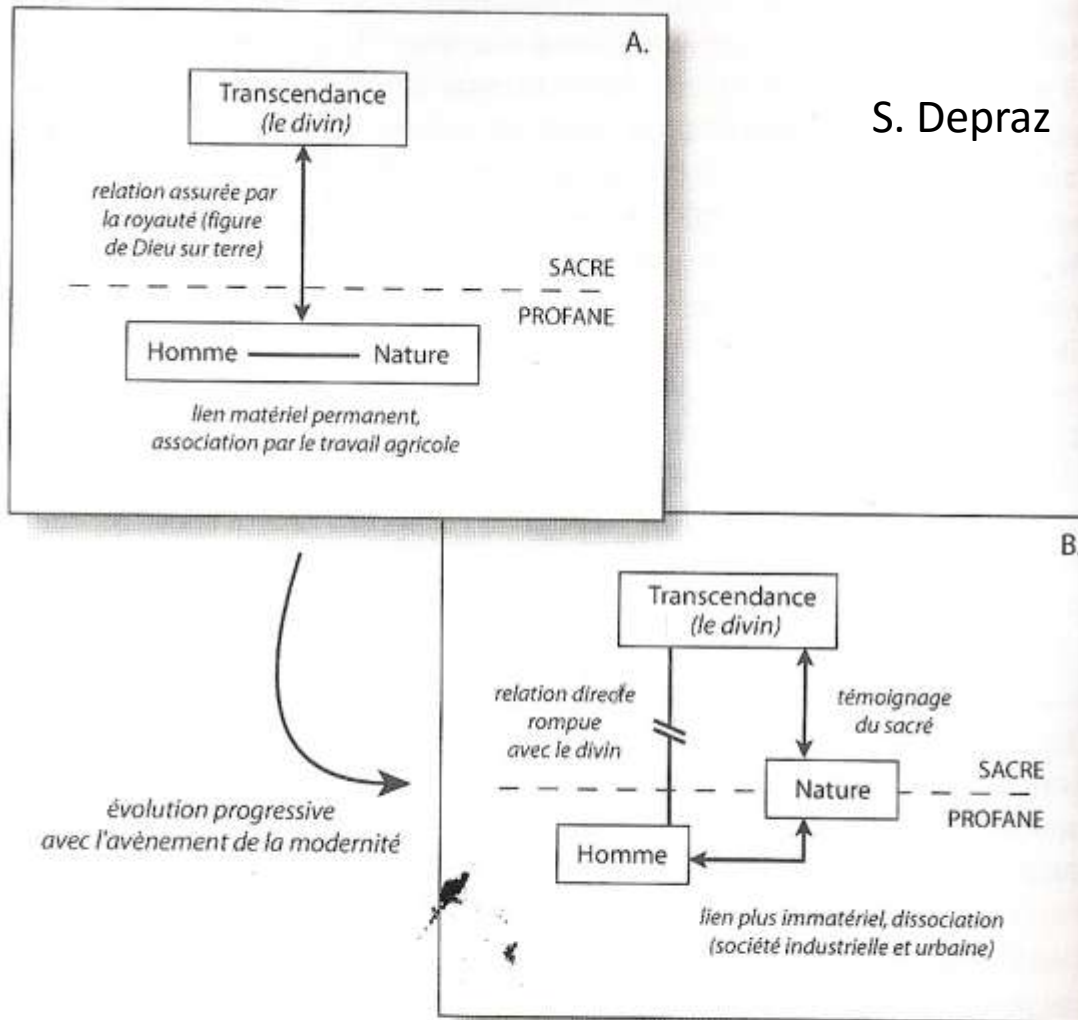 A.
S. Depraz
Transcendance
(le divin)
relation assurée par
la royauté (figure
de Dieu sur terre)
SACRE
PROFANE
Homme Nature
lien matériel permanent,
association par le travail agricole
B.
Transcendance
(le divin)
relation directe
rompue
avec le divin
témoignage
du sacré
Nature
SACRE
PROFANE
Homme
évolution progressive
avec l'avènement de la modernité
lien plus immatériel, dissociation
(société industrielle et urbaine)